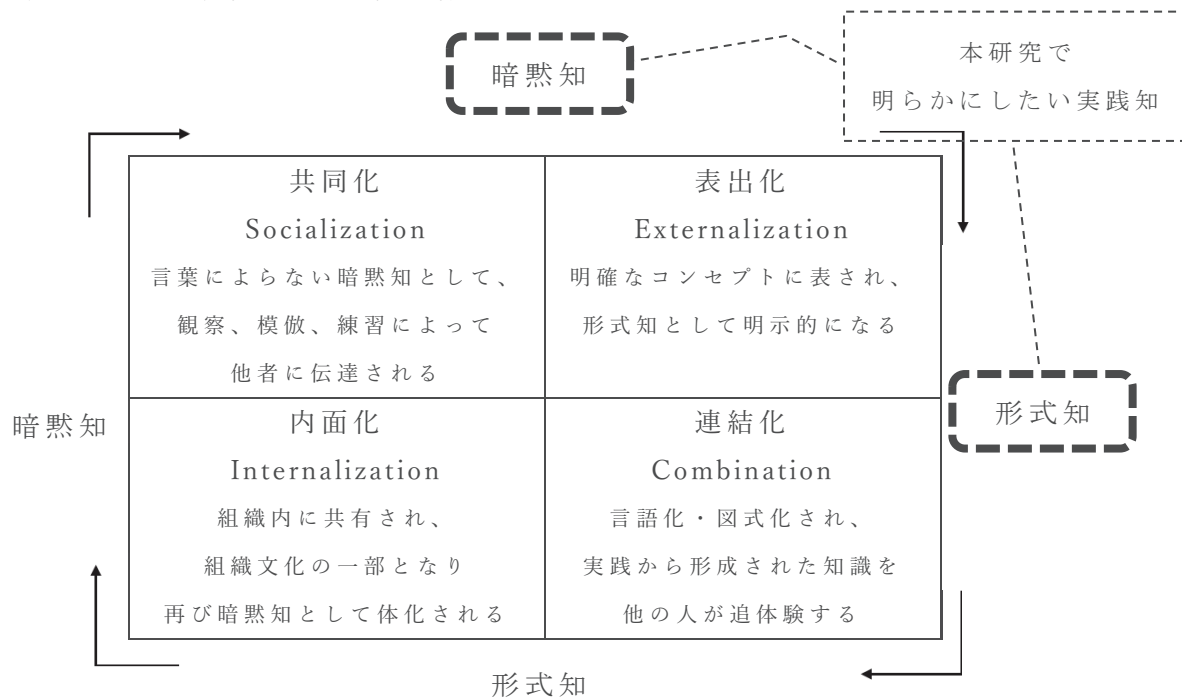 暗黙知
本研究で
明らかにしたい実践知
共同化
Socialization
言葉によらない暗黙知として、
観察、模倣、練習によって
他者に伝達される
表出化
Externalization
明確なコンセプトに表され、
形式知として明示的になる
暗黙知
内面化
Internalization
組織内に共有され、
組織文化の一部となり
再び暗黙知として体化される
連結化
Combination
言語化・図式化され、
実践から形成された知識を
他の人が追体験する
形式知
形式知